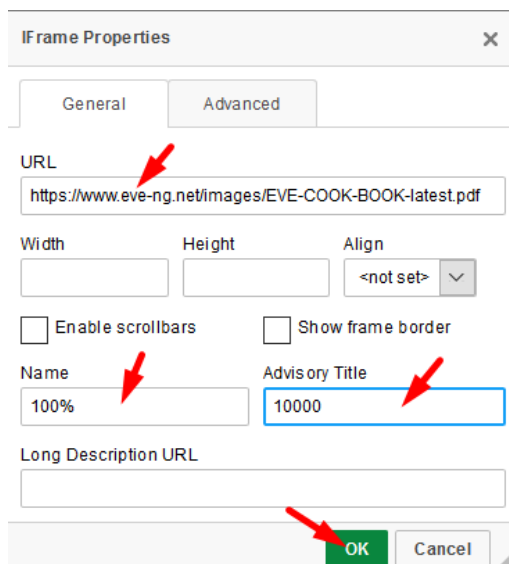 IFrame Properties
General Advanced
URL
https://www.eve-ng.net/images/EVE-COOK-BOOK-latest.pdf
Width Height Align
<not set>
Enable scrollbars Show frame border
Name Advisory Title
100% 10000
Long Description URL
OK Cancel